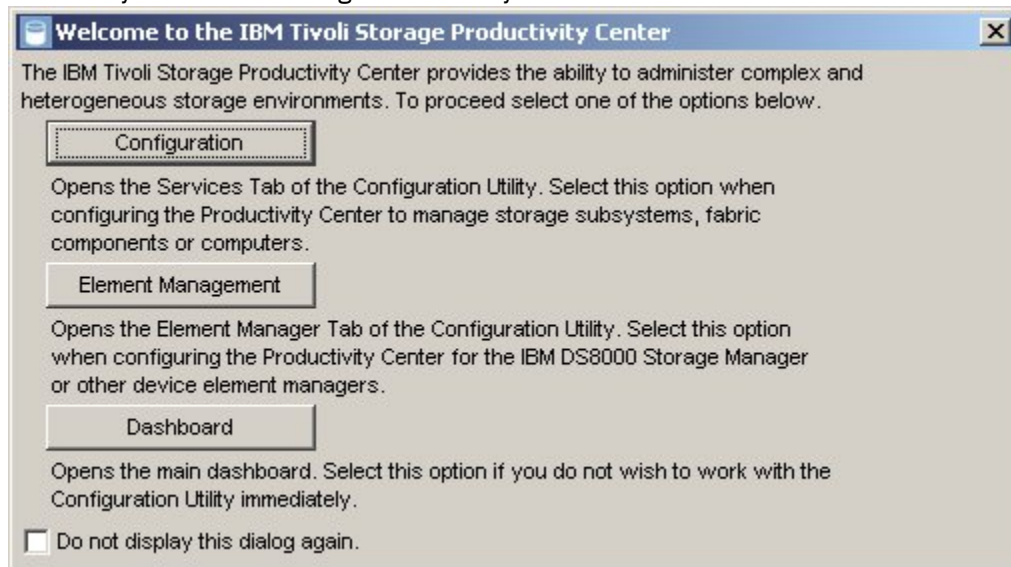 Welcome to the IBM Tivoli Storage Productivity Center
The IBM Tivoli Storage Productivity Center provides the ability to administer complex and
heterogeneous storage environments. To proceed select one of the options below.
Configuration
Opens the Services Tab of the Configuration Utility. Select this option when
configuring the Productivity Center to manage storage subsystems, fabric
components or computers.
Element Management
Opens the Element Manager Tab of the Configuration Utility. Select this option
when configuring the Productivity Center for the IBM DS8000 Storage Manager
or other device element managers.
Dashboard
Opens the main dashboard. Select this option if you do not wish to work with the
Configuration Utility immediately.
Do not display this dialog again.